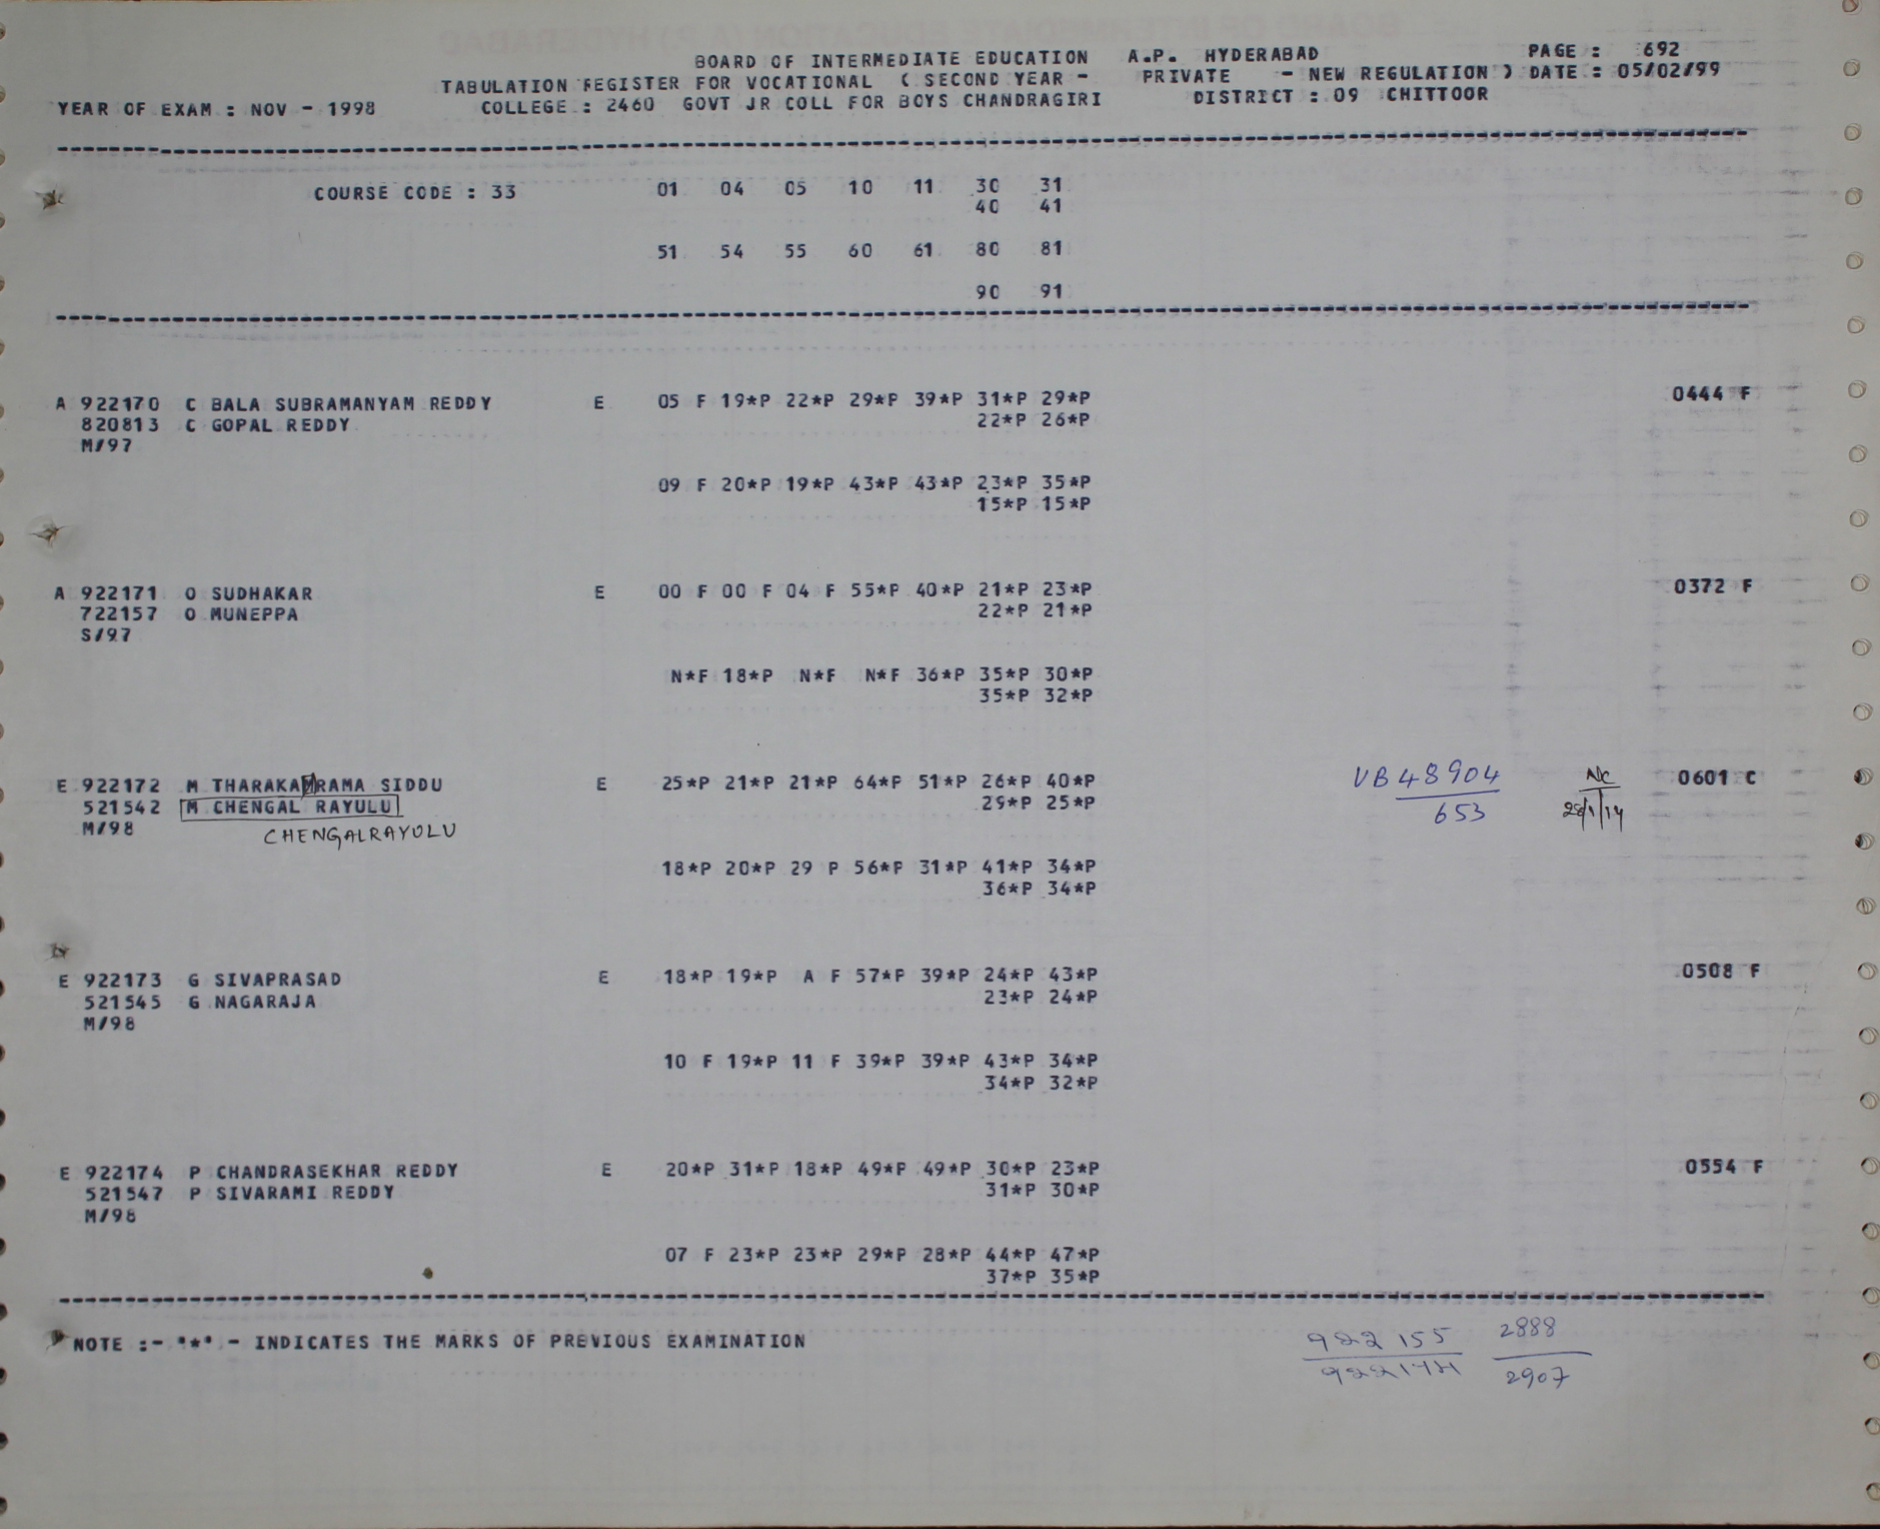 BOARD OF INTERMEDIATE EDUCATION A.P. HYDERABAD PAGE : 692
TABULATION REGISTER FOR VOCATIONAL ( SECOND YEAR - PRIVATE - NEW REGULATION ) DATE : 05/02/99
YEAR OF EXAM : NOV - 1998 COLLEGE : 2460 GOVT JR COLL FOR BOYS CHANDRAGIRI DISTRICT : 09 CHITTOOR
COURSE CODE : 33 01 04 05 10 11 30 31
40 41
51 54 55 60 61 80 81
90 91
A 922170 C BALA SUBRAMANYAM REDDY E 05 F 19*P 22*P 29*P 39*P 31*P 29*P 0444 F
820813 C GOPAL REDDY 22*P 26*P
M/97
09 F 20*P 19*P 43*P 43*P 23*P 35*P
15*P 15*P
A 922171 O SUDHAKAR E 00 F 00 F 04 F 55*P 40*P 21*P 23*P 0372 F
722157 O MUNEPPA 22*P 21*P
S/97
N*F 18*P N*F N*F 36*P 35*P 30*P
35*P 32*P
E 922172 M THARAKAMRAMA SIDDU E 25*P 21*P 21*P 64*P 51*P 26*P 40*P VB 48904 NC 0601 C
521542 M CHENGAL RAYULU 29*P 25*P 653 28/1/14
M/98 CHENGALRAYULU
18*P 20*P 29 P 56*P 31*P 41*P 34*P
36*P 34*P
E 922173 G SIVAPRASAD E 18*P 19*P A F 57*P 39*P 24*P 43*P 0508 F
521545 G NAGARAJA 23*P 24*P
M/98
10 F 19*P 11 F 39*P 39*P 43*P 34*P
34*P 32*P
E 922174 P CHANDRASEKHAR REDDY E 20*P 31*P 18*P 49*P 49*P 30*P 23*P 0554 F
521547 P SIVARAMI REDDY 31*P 30*P
M/98
07 F 23*P 23*P 29*P 28*P 44*P 47*P
37*P 35*P
NOTE :- '*' - INDICATES THE MARKS OF PREVIOUS EXAMINATION
922155 2888
922174 2907